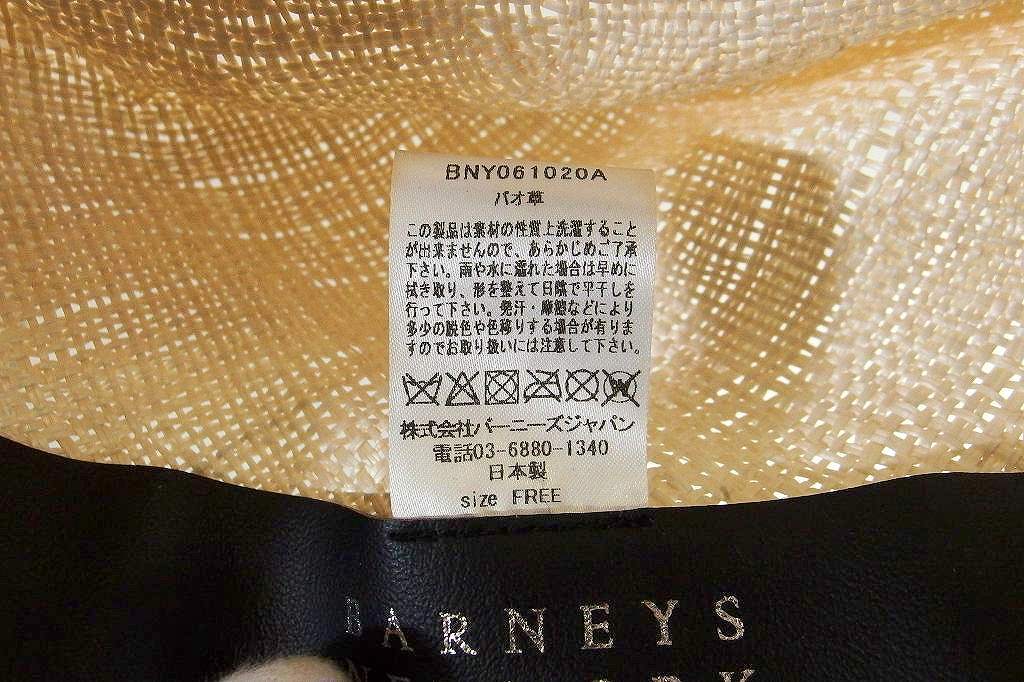 BNY061020A
パオ草
この製品は素材の性質上洗濯すること
が出来ませんので、あらかじめご了承
下さい。雨や水に濡れた場合は早めに
拭き取り、形を整えて日陰で平干しを
行って下さい。発汗・摩擦などにより
多少の脱色や色移りする場合が有りま
すのでお取り扱いには注意して下さい。
W
株式会社バーニーズジャパン
電話03-6880-1340
日本製
size FREE
BARNEYS